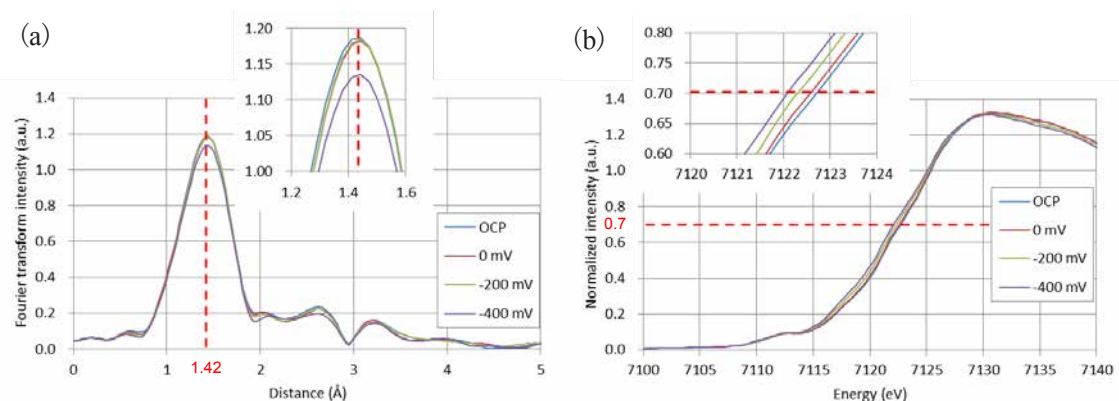 (a)
1.20
1.15
1.10
1.05
1.00
1.2 1.4 1.6
1.4
1.2
1.0
0.8
0.6
0.4
0.2
0.0
Fourier transform intensity (a.u.)
OCP
0 mV
-200 mV
-400 mV
0 1 2 3 4 5
1.42
Distance (Å)
(b)
0.80
0.70
0.60
7120 7121 7122 7123 7124
1.4
1.2
1.0
0.8
0.7
0.6
0.4
0.2
0.0
Normalized intensity (a.u.)
OCP
0 mV
-200 mV
-400 mV
7100 7105 7110 7115 7120 7125 7130 7135 7140
Energy (eV)